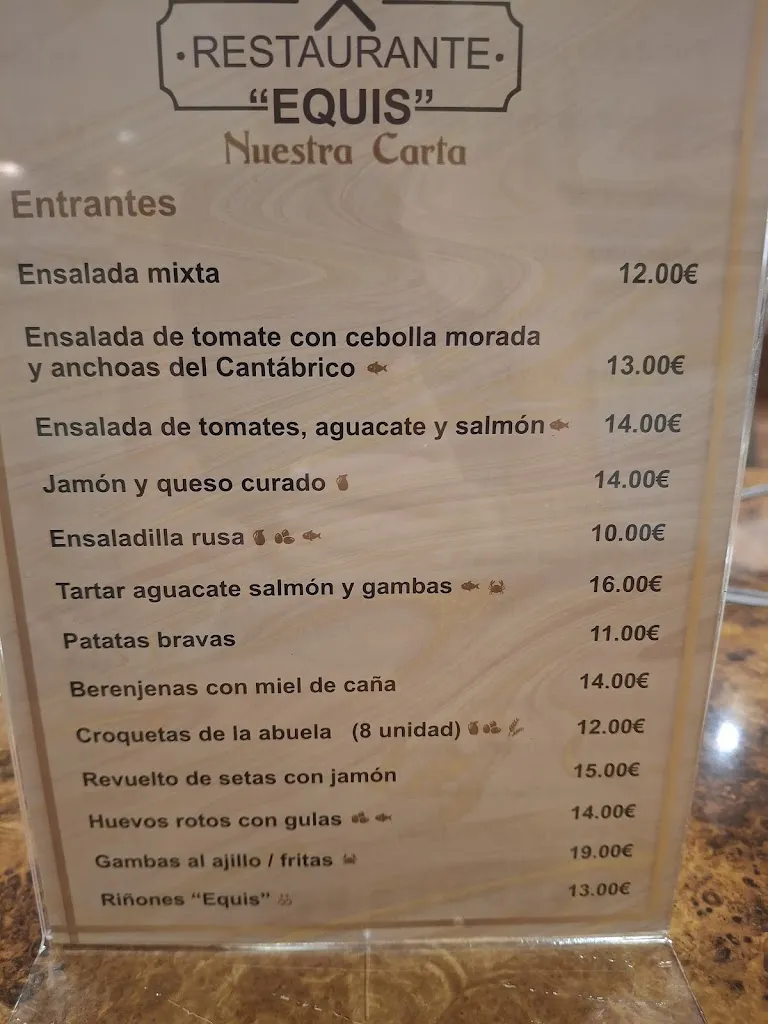 ·RESTAURANTE·
“EQUIS”
Nuestra Carta
Entrantes
Ensalada mixta 12.00€
Ensalada de tomate con cebolla morada
y anchoas del Cantábrico 13.00€
Ensalada de tomates, aguacate y salmón 14.00€
Jamón y queso curado 14.00€
Ensaladilla rusa 10.00€
Tartar aguacate salmón y gambas 16.00€
Patatas bravas 11.00€
Berenjenas con miel de caña 14.00€
Croquetas de la abuela (8 unidad) 12.00€
Revuelto de setas con jamón 15.00€
Huevos rotos con gulas 14.00€
Gambas al ajillo / fritas 19.00€
Riñones “Equis” 13.00€